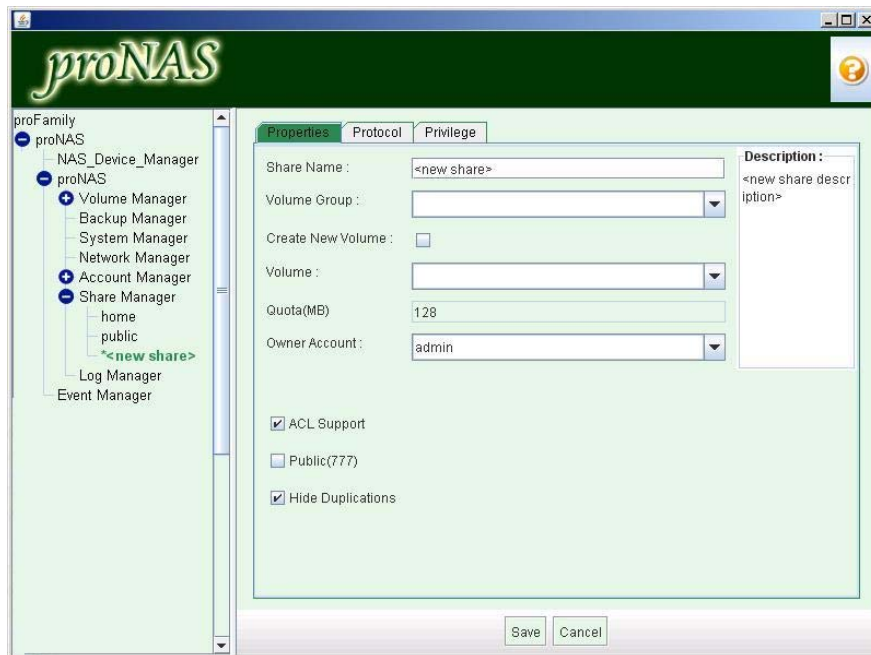 proNAS
proFamily
proNAS
NAS_Device_Manager
proNAS
Volume Manager
Backup Manager
System Manager
Network Manager
Account Manager
Share Manager
home
public
*<new share>
Log Manager
Event Manager
Properties
Protocol
Privilege
Share Name :
<new share>
Volume Group :
Create New Volume :
Volume :
Quota(MB)
128
Owner Account :
admin
ACL Support
Public(777)
Hide Duplications
Description :
<new share descr
iption>
Save
Cancel